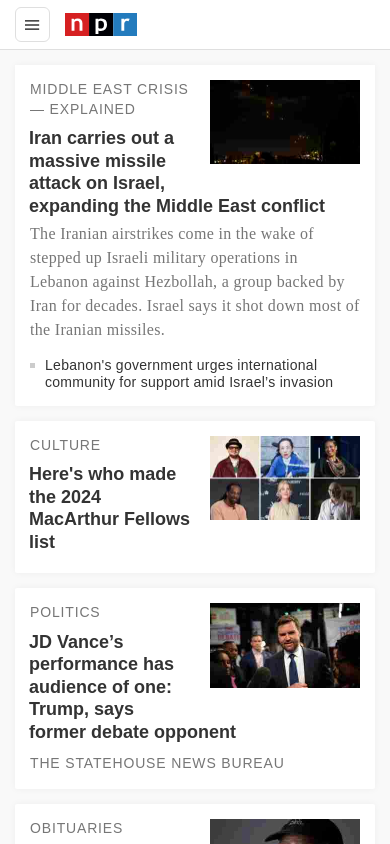 npr
MIDDLE EAST CRISIS
— EXPLAINED
Iran carries out a
massive missile
attack on Israel,
expanding the Middle East conflict
The Iranian airstrikes come in the wake of
stepped up Israeli military operations in
Lebanon against Hezbollah, a group backed by
Iran for decades. Israel says it shot down most of
the Iranian missiles.
Lebanon's government urges international
community for support amid Israel's invasion
CULTURE
Here's who made
the 2024
MacArthur Fellows
list
POLITICS
JD Vance’s
performance has
audience of one:
Trump, says
former debate opponent
THE STATEHOUSE NEWS BUREAU
OBITUARIES